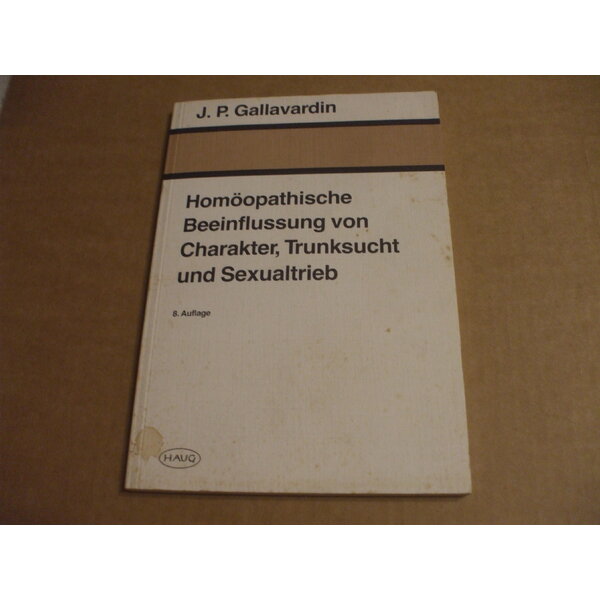 J. P. Gallavardin
Homöopathische
Beeinflussung von
Charakter, Trunksucht
und Sexualtrieb
8. Auflage
HAUG